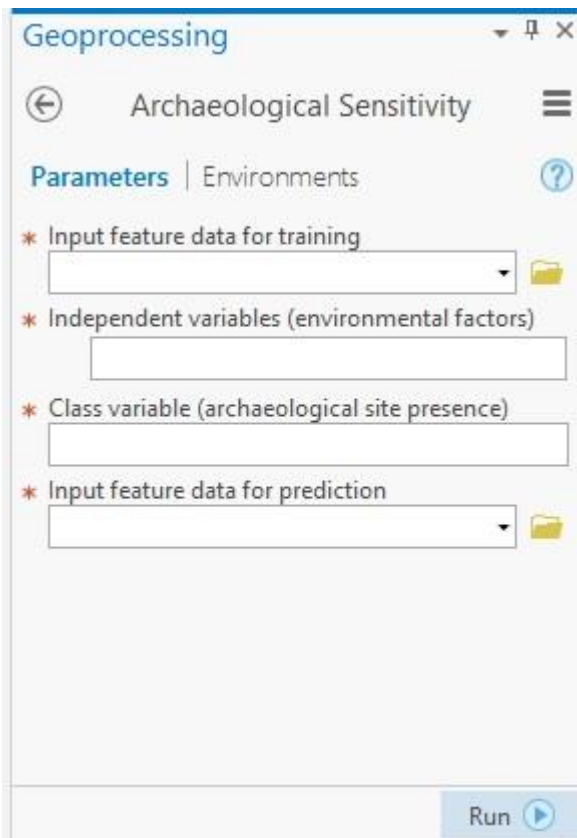 Geoprocessing
Archaeological Sensitivity
Parameters | Environments
* Input feature data for training
* Independent variables (environmental factors)
* Class variable (archaeological site presence)
* Input feature data for prediction
Run